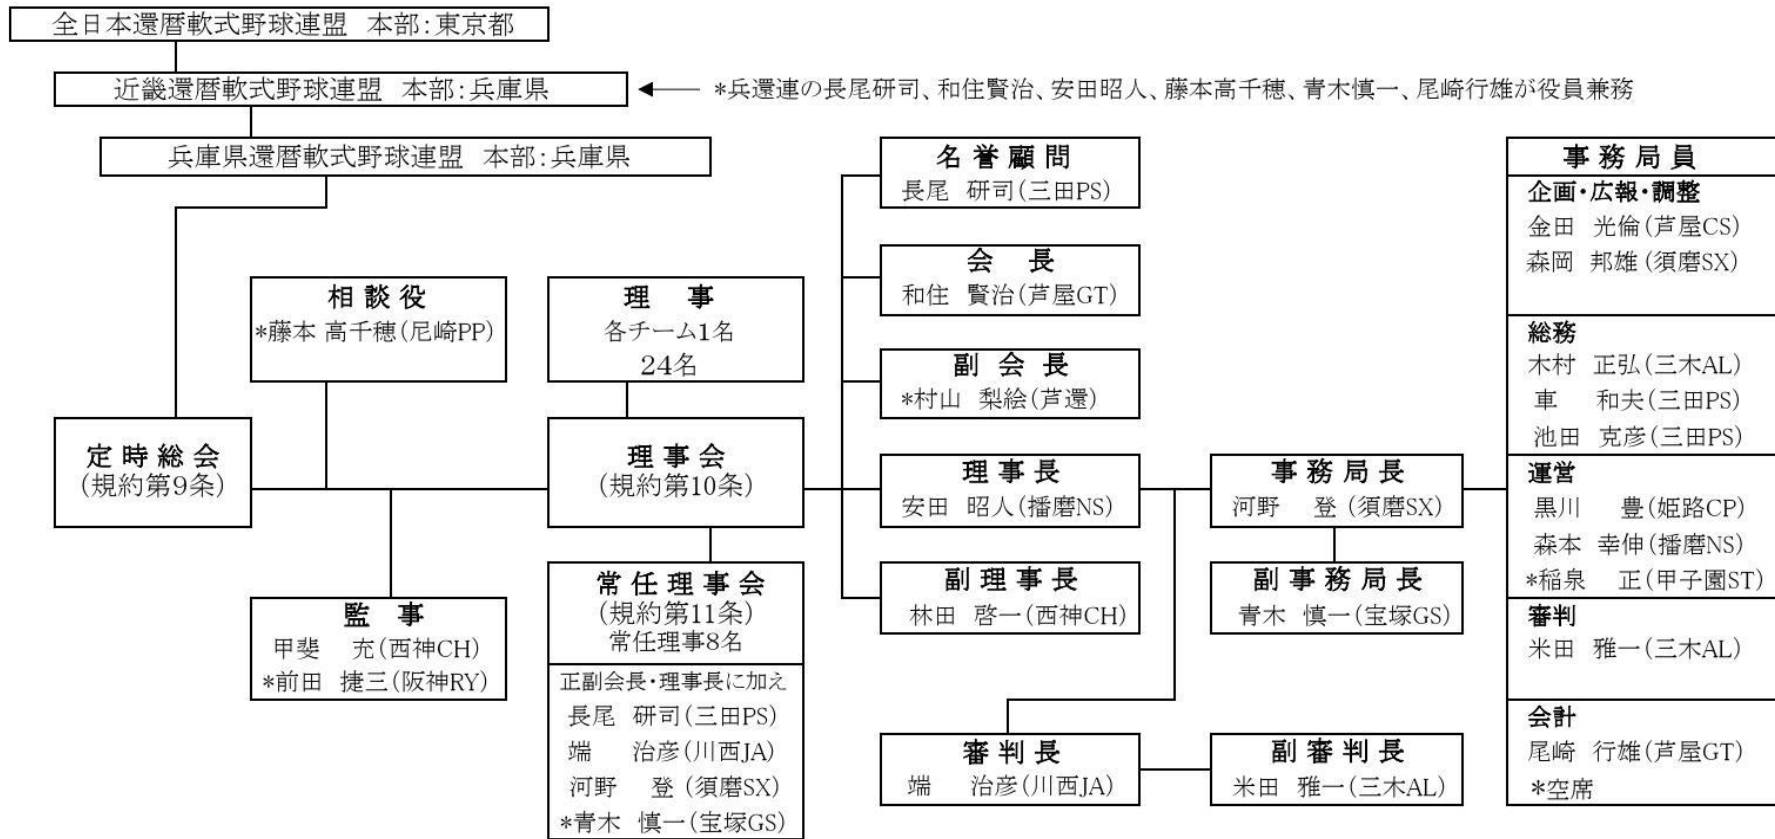 全日本還暦軟式野球連盟 本部：東京都
近畿還暦軟式野球連盟 本部：兵庫県
*兵還連の長尾研司、和住賢治、安田昭人、藤本高千穂、青木慎一、尾崎行雄が役員兼務
兵庫県還暦軟式野球連盟 本部：兵庫県
定時総会
(規約第9条)
相談役
*藤本 高千穂(尼崎PP)
監事
甲斐 充(西神CH)
*前田 捷三(阪神RY)
理事
各チーム1名
24名
理事会
(規約第10条)
常任理事会
(規約第11条)
常任理事8名
正副会長・理事長に加え
長尾 研司(三田PS)
端 治彦(川西JA)
河野 登(須磨SX)
*青木 慎一(宝塚GS)
名誉顧問
長尾 研司(三田PS)
会長
和住 賢治(芦屋GT)
副会長
*村山 梨絵(芦還)
理事長
安田 昭人(播磨NS)
副理事長
林田 啓一(西神CH)
審判長
端 治彦(川西JA)
事務局長
河野 登(須磨SX)
副事務局長
青木 慎一(宝塚GS)
副審判長
米田 雅一(三木AL)
事務局員
企画・広報・調整
金田 光倫(芦屋CS)
森岡 邦雄(須磨SX)
総務
木村 正弘(三木AL)
車 和夫(三田PS)
池田 克彦(三田PS)
運営
黒川 豊(姫路CP)
森本 幸伸(播磨NS)
*稲泉 正(甲子園ST)
審判
米田 雅一(三木AL)
会計
尾崎 行雄(芦屋GT)
*空席